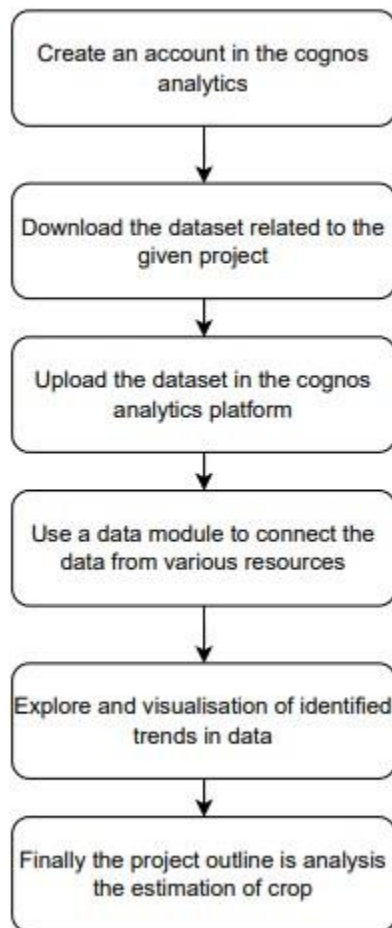 Create an account in the cognos
analytics
Download the dataset related to the
given project
Upload the dataset in the cognos
analytics platform
Use a data module to connect the
data from various resources
Explore and visualisation of identified
trends in data
Finally the project outline is analysis
the estimation of crop